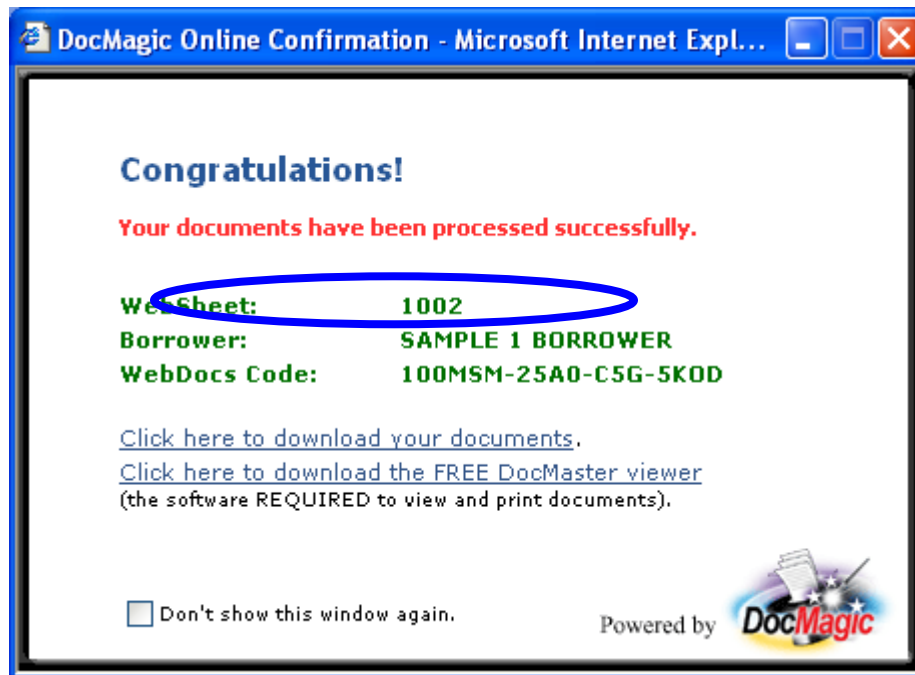 DocMagic Online Confirmation - Microsoft Internet Expl...
Congratulations!
Your documents have been processed successfully.
WebSheet: 1002
Borrower: SAMPLE 1 BORROWER
WebDocs Code: 100MSM-25A0-C5G-5KOD
Click here to download your documents.
Click here to download the FREE DocMaster viewer
(the software REQUIRED to view and print documents).
Don't show this window again.
Powered by DocMagic